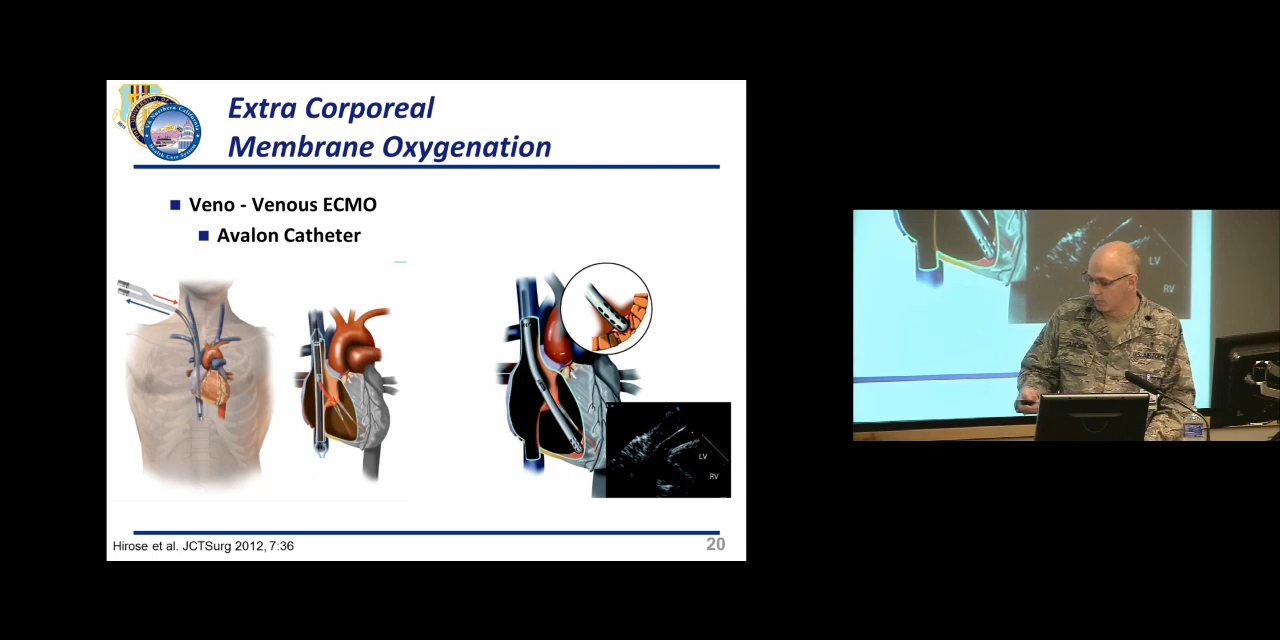 Extra Corporeal
Membrane Oxygenation
Veno - Venous ECMO
Avalon Catheter
LV
RV
Hirose et al. JCTSurg 2012, 7:36
20
LV
RV